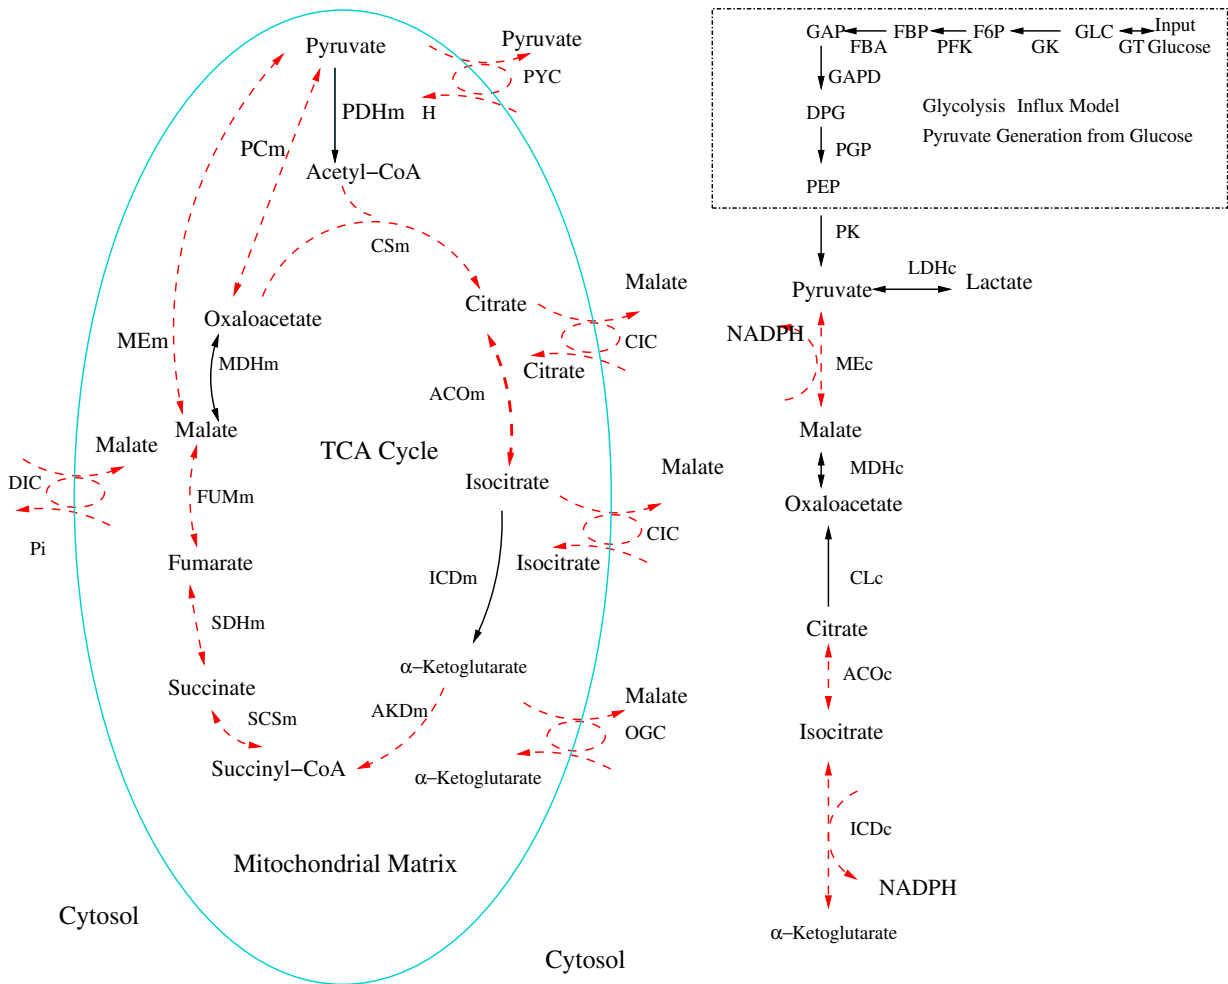 Pyruvate
Pyruvate
PYC
H
PDHm
PCm
Acetyl−CoA
CSm
Citrate
Malate
CIC
Citrate
Oxaloacetate
MEm
MDHm
ACOm
Malate
TCA Cycle
Malate
DIC
Pi
FUMm
Isocitrate
Malate
CIC
Isocitrate
Fumarate
ICDm
SDHm
α−Ketoglutarate
Succinate
AKDm
SCSm
Malate
OGC
Succinyl−CoA
α−Ketoglutarate
Mitochondrial Matrix
Cytosol
Cytosol
GAP FBP F6P GLC Input
FBA PFK GK GT Glucose
GAPD
DPG
Glycolysis Influx Model
PGP
Pyruvate Generation from Glucose
PEP
PK
LDHc
Pyruvate
Lactate
NADPH
MEc
Malate
MDHc
Oxaloacetate
CLc
Citrate
ACOc
Isocitrate
ICDc
NADPH
α−Ketoglutarate